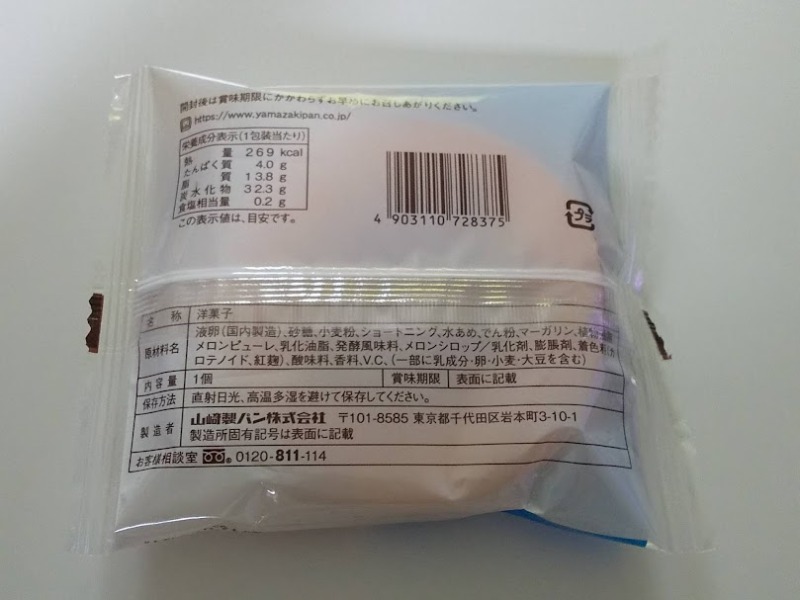 開封後は賞味期限にかかわらずお早めにお召しあがりください。
https://www.yamazakipan.co.jp/
栄養成分表示(1包装当たり)
熱量 269 kcal
たんぱく質 4.0 g
脂質 13.8 g
炭水化物 32.3 g
食塩相当量 0.2 g
この表示値は、目安です。
4 903110 728375
プラ
名称 洋菓子
原材料名 液卵(国内製造)、砂糖、小麦粉、ショートニング、水あめ、でん粉、マーガリン、
メロンピューレ、乳化油脂、発酵風味料、メロンシロップ/乳化剤、膨脹剤、着色料(カ
ロテノイド、紅麹)、酸味料、香料、V.C、(一部に乳成分・卵・小麦・大豆を含む)
内容量 1個 賞味期限 表面に記載
保存方法 直射日光、高温多湿を避けて保存してください。
製造者 山崎製パン株式会社 〒101-8585 東京都千代田区岩本町3-10-1
製造所固有記号は表面に記載
お客様相談室 0120-811-114